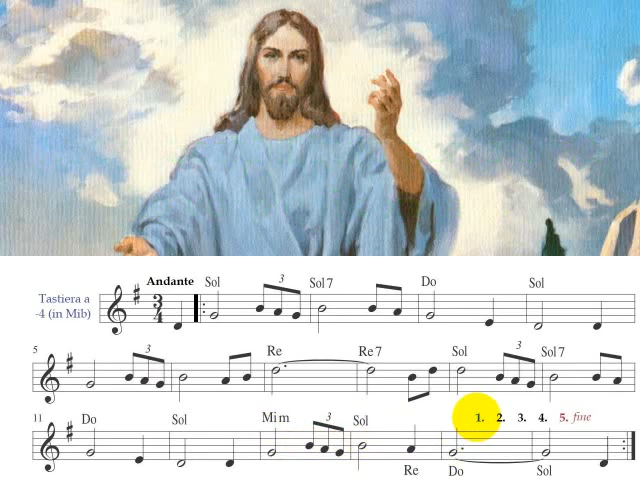 Andante
Sol 3 Sol 7 Do Sol
Tastiera a
-4 (in Mib)
3
4
5
3 Re Re 7 Sol 3 Sol 7
11
Do Sol Mi m 3 Sol 1. 2. 3. 4. 5. fine
Re Do Sol